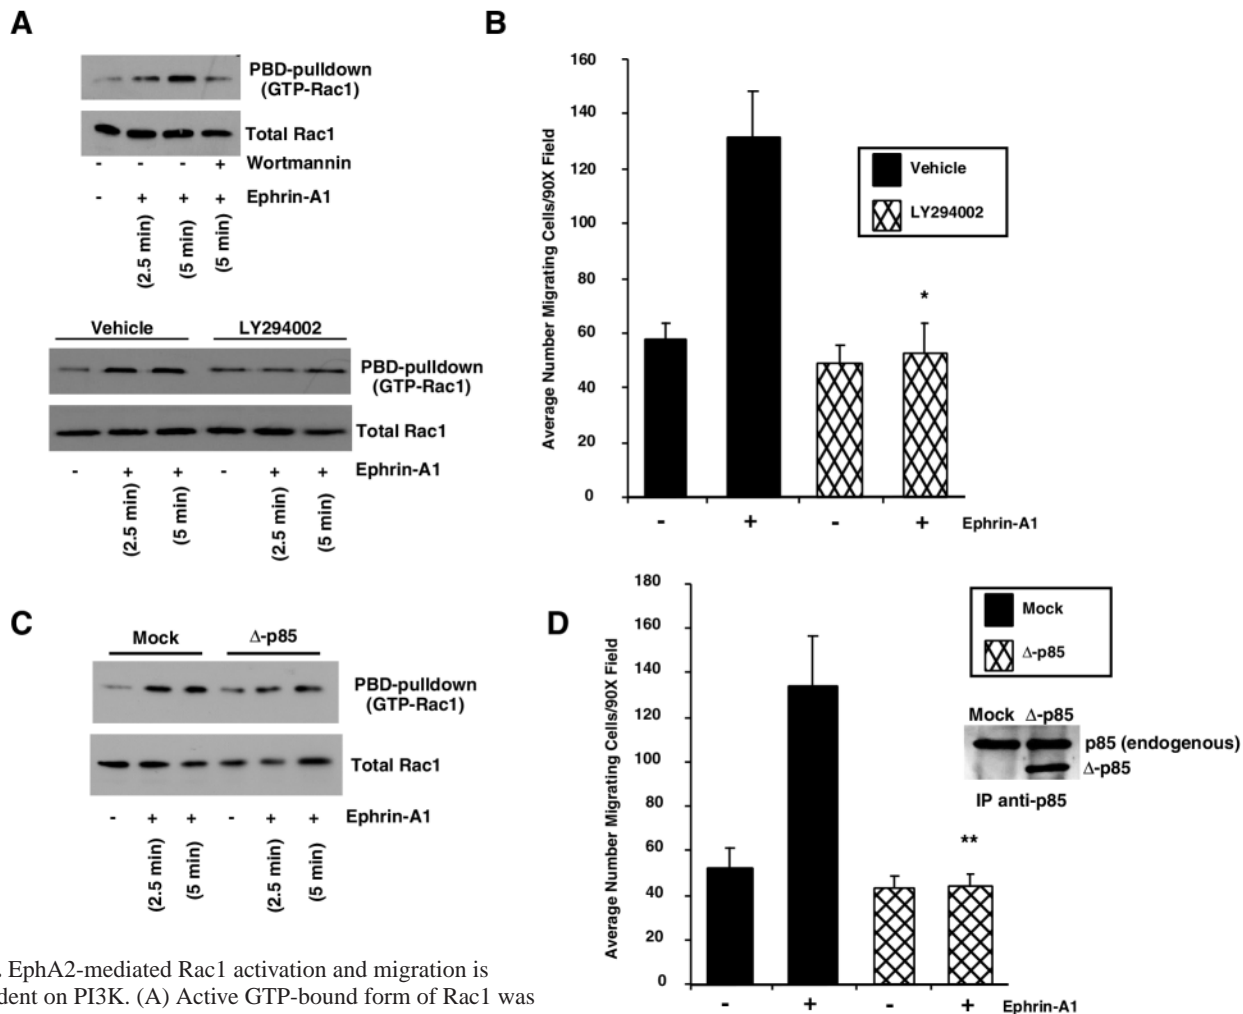 A
PBD-pulldown
(GTP-Rac1)
Total Rac1
- - - + Wortmannin
- + + + Ephrin-A1
(2.5 min) (5 min) (5 min)
Vehicle LY294002
PBD-pulldown
(GTP-Rac1)
Total Rac1
- + + - + + Ephrin-A1
(2.5 min) (5 min) (2.5 min) (5 min)
B
Average Number Migrating Cells/90X Field
160
140
120
100
80
60
40
20
0
Vehicle
LY294002
*
- + - + Ephrin-A1
C
Mock Δ-p85
PBD-pulldown
(GTP-Rac1)
Total Rac1
- + + - + + Ephrin-A1
(2.5 min) (5 min) (2.5 min) (5 min)
D
Average Number Migrating Cells/90X Field
180
160
140
120
100
80
60
40
20
0
Mock
Δ-p85
Mock Δ-p85
p85 (endogenous)
Δ-p85
IP anti-p85
**
- + - + Ephrin-A1
. EphA2-mediated Rac1 activation and migration is
dent on PI3K. (A) Active GTP-bound form of Rac1 was